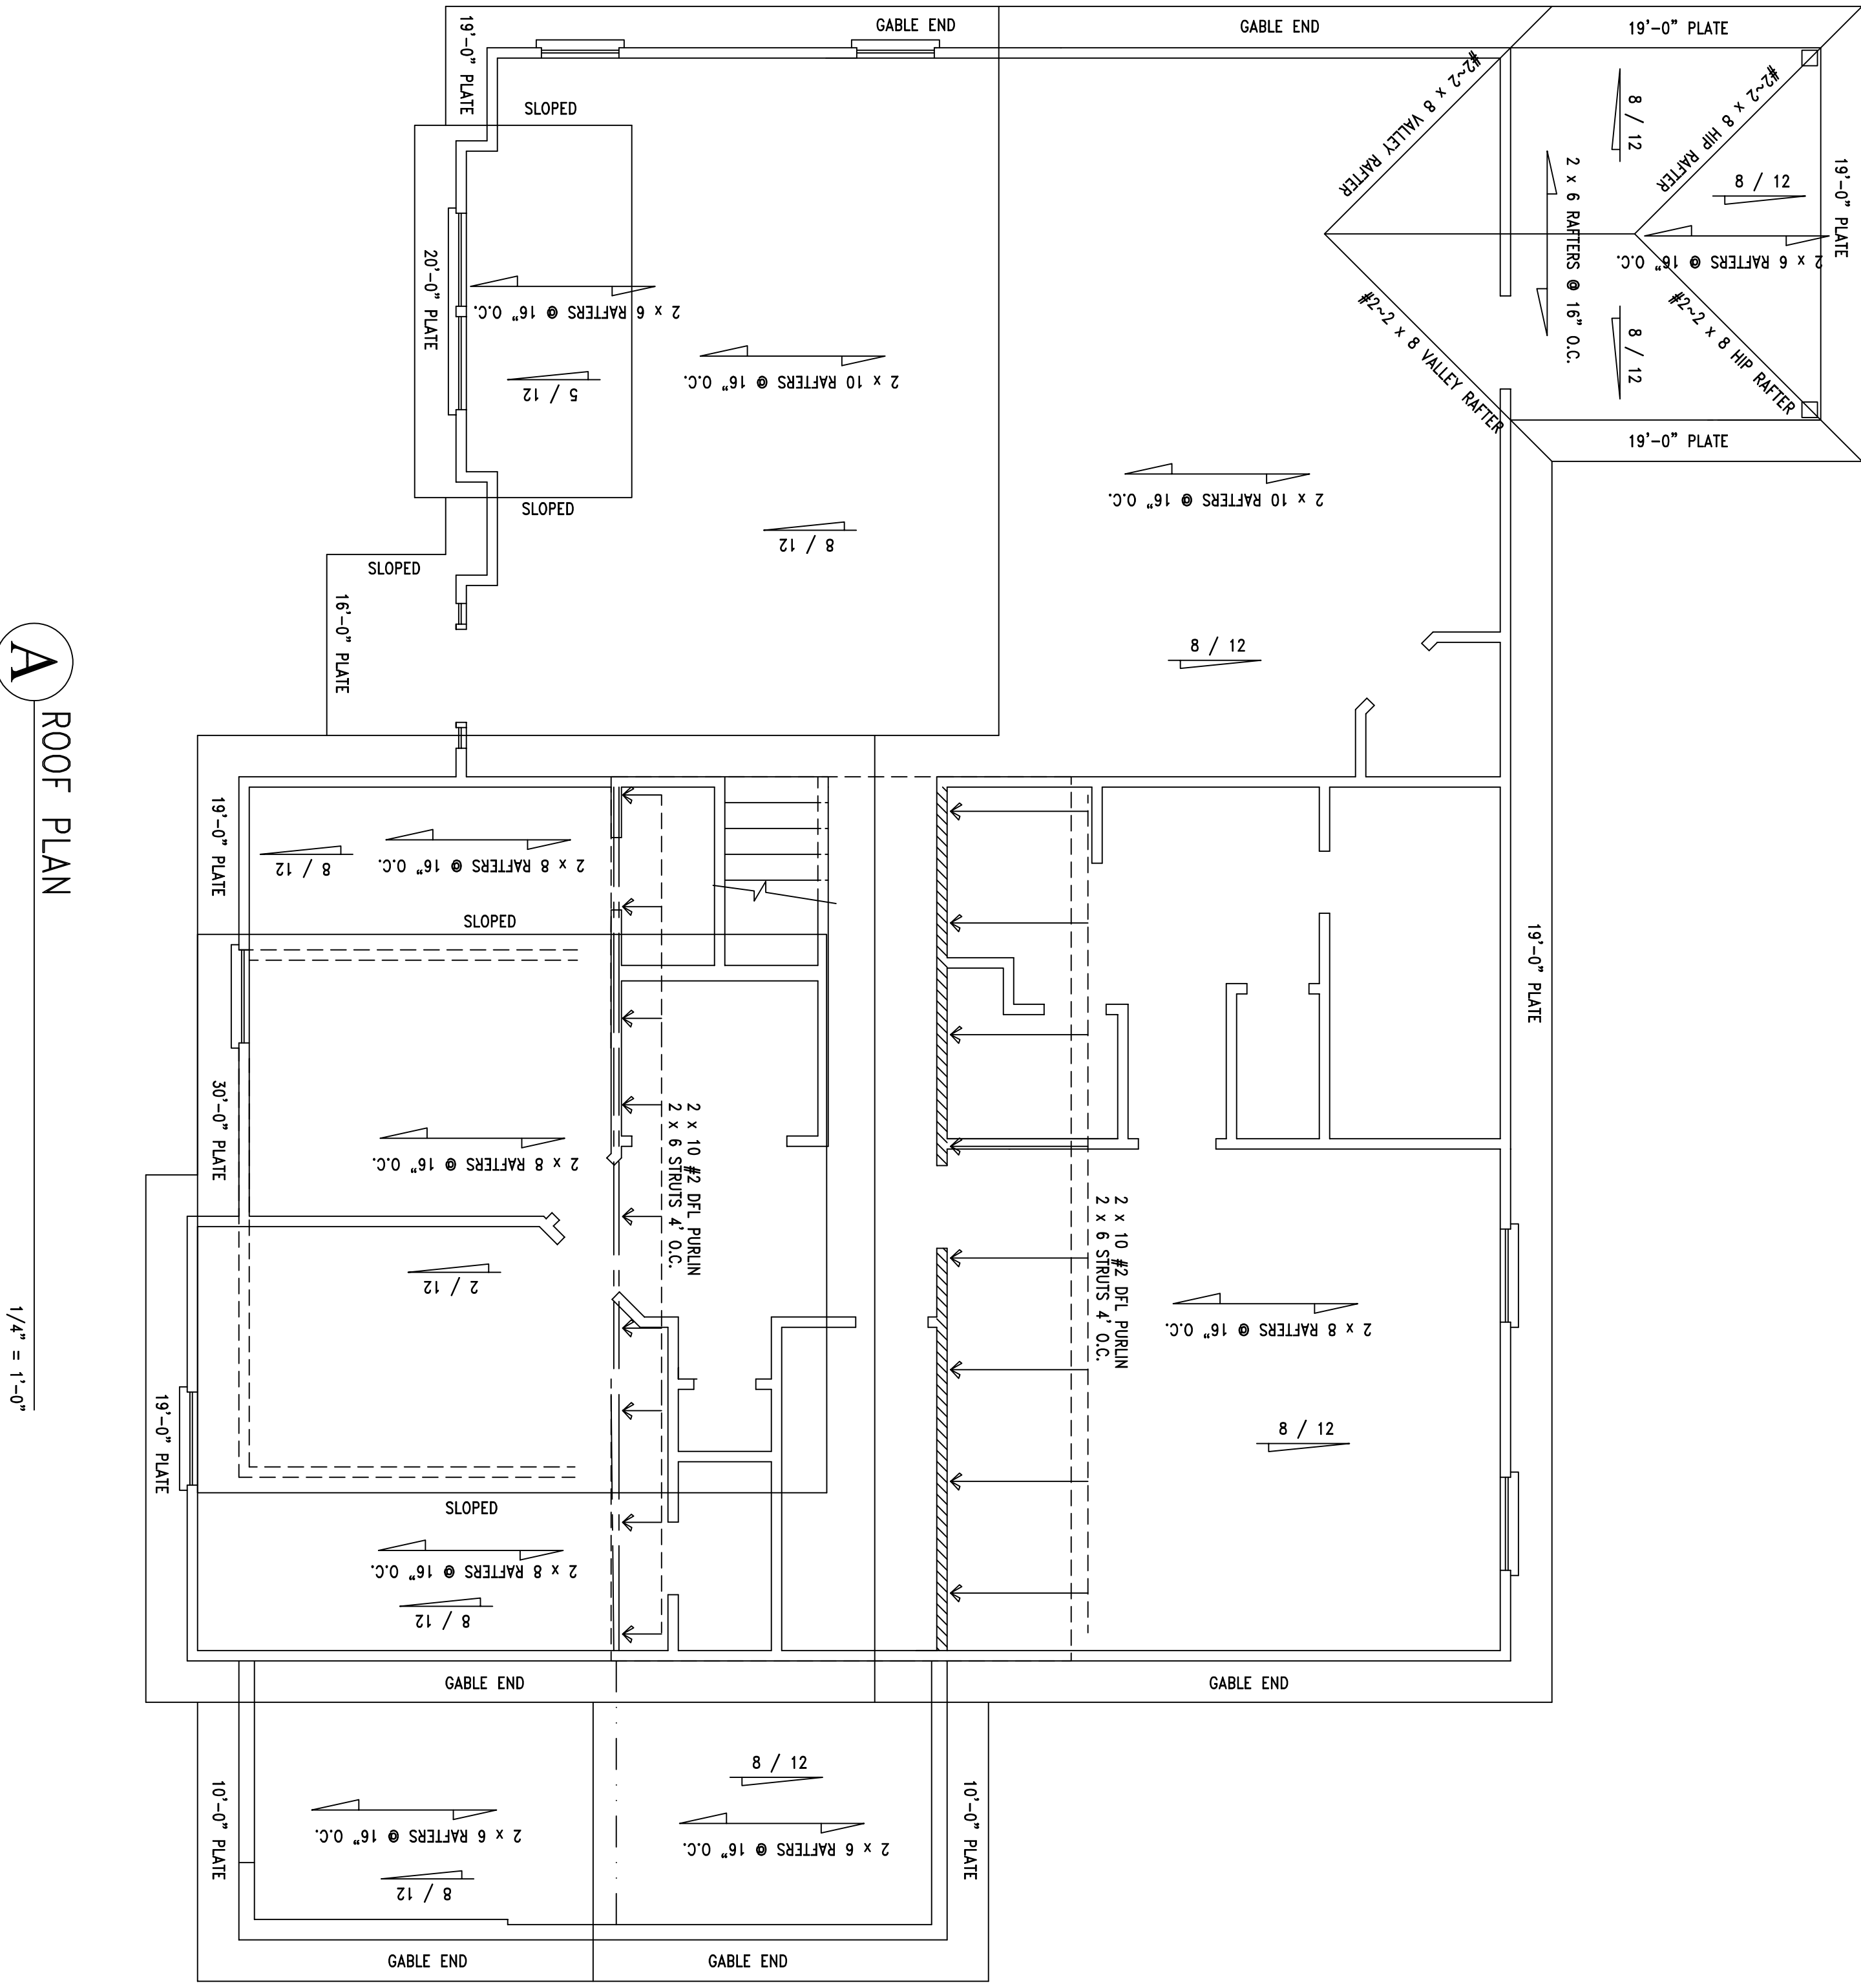 GABLE END
GABLE END
19'-0" PLATE
19'-0" PLATE
SLOPED
#2~2 x 8 VALLEY RAFTER
#2~2 x 8 HIP RAFTER
8 / 12
8 / 12
2 x 6 RAFTERS @ 16" O.C.
19'-0" PLATE
2 x 6 RAFTERS @ 16" O.C.
20'-0" PLATE
2 x 6 RAFTERS @ 16" O.C.
5 / 12
2 x 10 RAFTERS @ 16" O.C.
#2~2 x 8 VALLEY RAFTER
#2~2 x 8 HIP RAFTER
8 / 12
19'-0" PLATE
2 x 10 RAFTERS @ 16" O.C.
SLOPED
8 / 12
SLOPED
16'-0" PLATE
8 / 12
A
ROOF PLAN
1/4" = 1'-0"
19'-0" PLATE
8 / 12
2 x 8 RAFTERS @ 16" O.C.
SLOPED
19'-0" PLATE
30'-0" PLATE
2 x 8 RAFTERS @ 16" O.C.
2 x 10 #2 DFL PURLIN
2 x 6 STRUTS 4' O.C.
2 x 10 #2 DFL PURLIN
2 x 6 STRUTS 4' O.C.
2 / 12
2 x 8 RAFTERS @ 16" O.C.
8 / 12
19'-0" PLATE
SLOPED
2 x 8 RAFTERS @ 16" O.C.
8 / 12
GABLE END
GABLE END
8 / 12
10'-0" PLATE
2 x 6 RAFTERS @ 16" O.C.
2 x 6 RAFTERS @ 16" O.C.
10'-0" PLATE
8 / 12
GABLE END
GABLE END